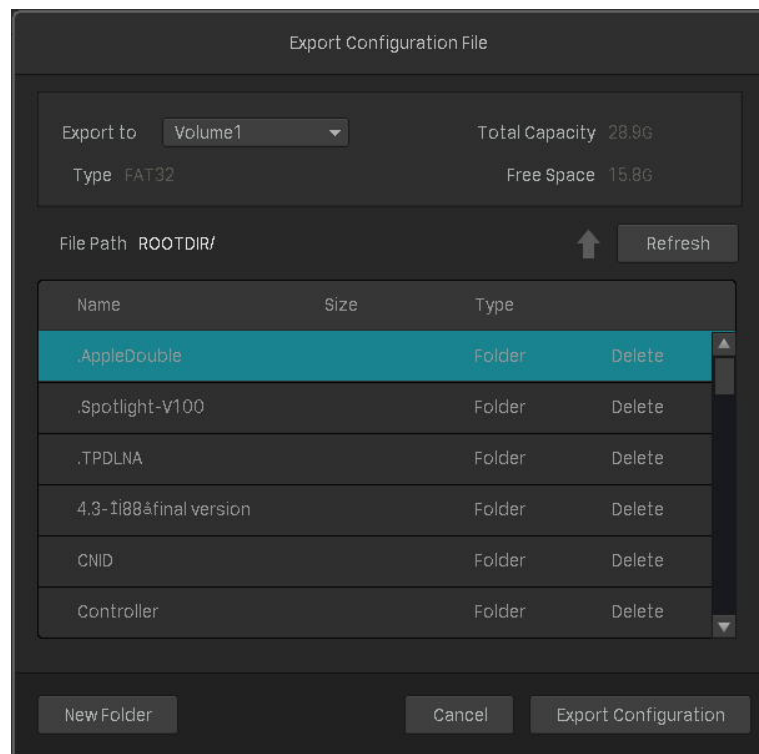 Export Configuration File
Export to Volume1 Total Capacity 28.9G
Type FAT32 Free Space 15.8G
File Path ROOTDIR/ Refresh
Name Size Type
.AppleDouble Folder Delete
.Spotlight-V100 Folder Delete
.TPDLNA Folder Delete
4.3-Îi88åfinal version Folder Delete
CNID Folder Delete
Controller Folder Delete
New Folder Cancel Export Configuration